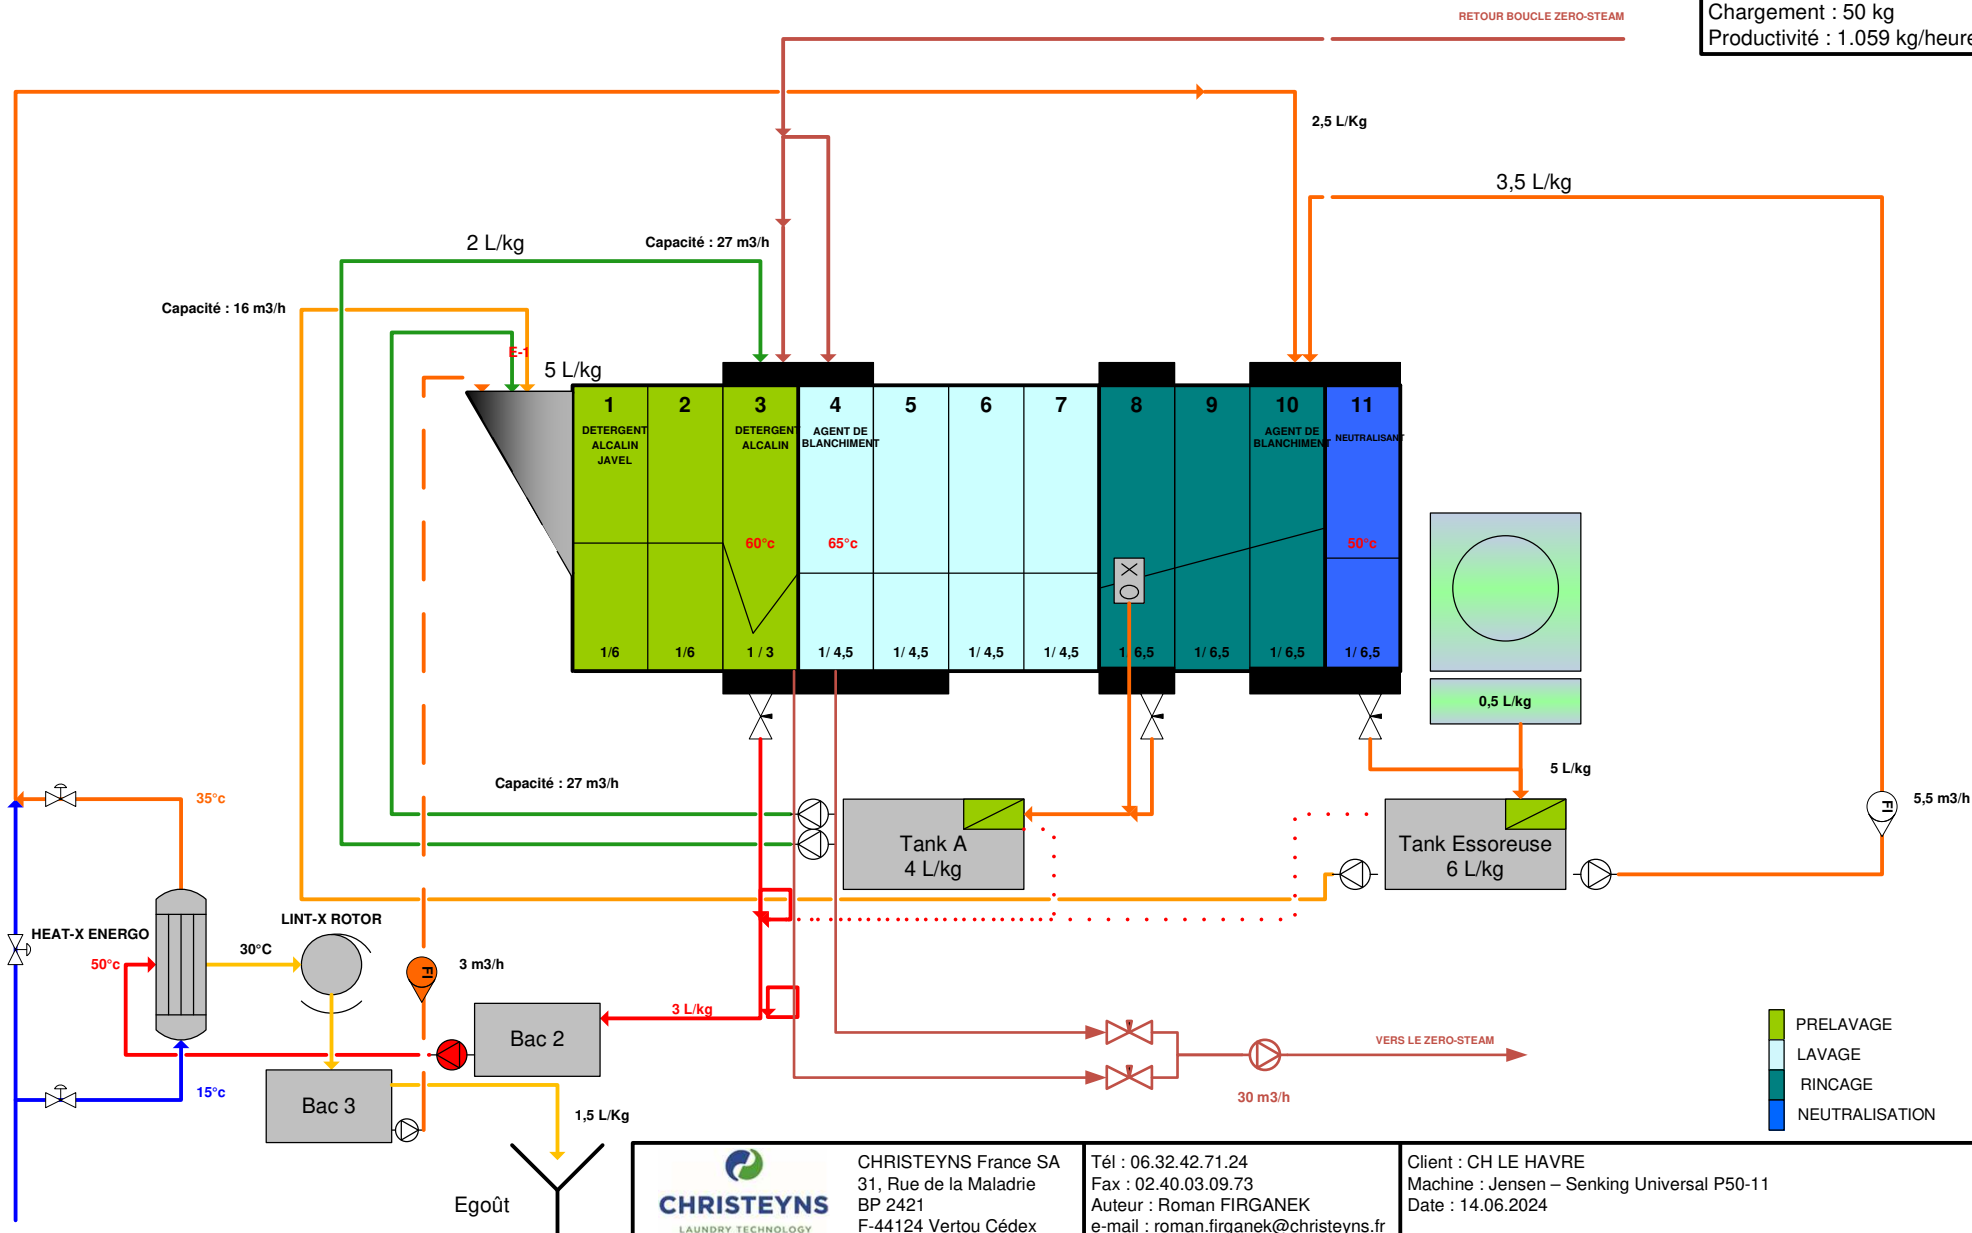 RETOUR BOUCLE ZERO-STEAM
Chargement : 50 kg
Productivité : 1.059 kg/heure
2,5 L/Kg
3,5 L/kg
2 L/kg
Capacité : 27 m3/h
Capacité : 16 m3/h
E-1
5 L/kg
1
2
3
4
5
6
7
8
9
10
11
DETERGENT
ALCALIN
JAVEL
DETERGENT
ALCALIN
AGENT DE
BLANCHIMENT
AGENT DE
BLANCHIMENT
NEUTRALISANT
60°c
65°c
50°c
X
O
1/6
1/6
1 / 3
1/ 4,5
1/ 4,5
1/ 4,5
1/ 4,5
1/ 6,5
1/ 6,5
1/ 6,5
1/ 6,5
0,5 L/kg
Capacité : 27 m3/h
5 L/kg
35°c
FI
5,5 m3/h
Tank A
4 L/kg
Tank Essoreuse
6 L/kg
LINT-X ROTOR
HEAT-X ENERGO
30°C
50°c
FI
3 m3/h
3 L/kg
Bac 2
VERS LE ZERO-STEAM
30 m3/h
15°c
Bac 3
1,5 L/Kg
Egoût
PRELAVAGE
LAVAGE
RINCAGE
NEUTRALISATION
CHRISTEYNS
LAUNDRY TECHNOLOGY
CHRISTEYNS France SA
31, Rue de la Maladrie
BP 2421
F-44124 Vertou Cédex
Tél : 06.32.42.71.24
Fax : 02.40.03.09.73
Auteur : Roman FIRGANEK
e-mail : roman.firganek@christeyns.fr
Client : CH LE HAVRE
Machine : Jensen – Senking Universal P50-11
Date : 14.06.2024